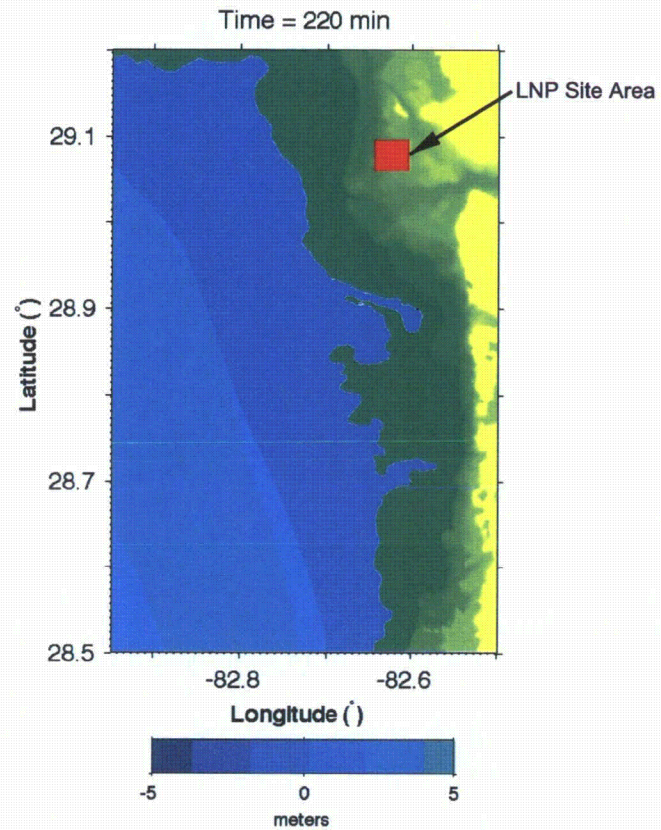 Time = 220 min
LNP Site Area
29.1
28.9
28.7
28.5
Latitude (°)
-82.8
-82.6
Longitude (°)
-5
0
5
meters